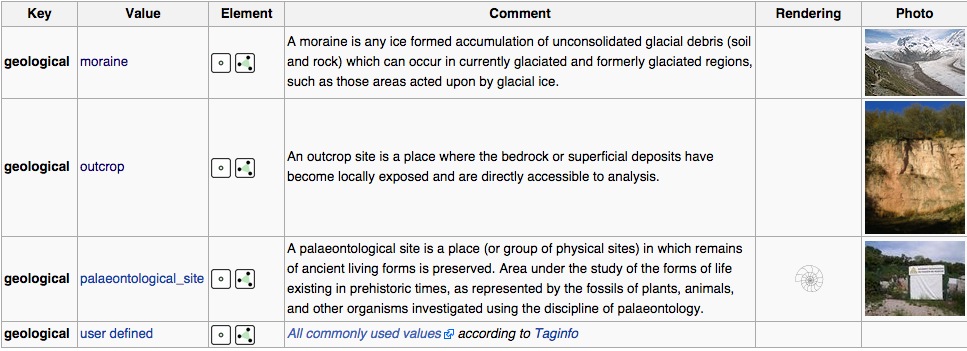 Key Value Element Comment Rendering Photo
geological moraine
A moraine is any ice formed accumulation of unconsolidated glacial debris (soil
and rock) which can occur in currently glaciated and formerly glaciated regions,
such as those areas acted upon by glacial ice.
geological outcrop
An outcrop site is a place where the bedrock or superficial deposits have
become locally exposed and are directly accessible to analysis.
geological palaeontological_site
A palaeontological site is a place (or group of physical sites) in which remains
of ancient living forms is preserved. Area under the study of the forms of life
existing in prehistoric times, as represented by the fossils of plants, animals,
and other organisms investigated using the discipline of palaeontology.
geological user defined All commonly used values according to Taginfo